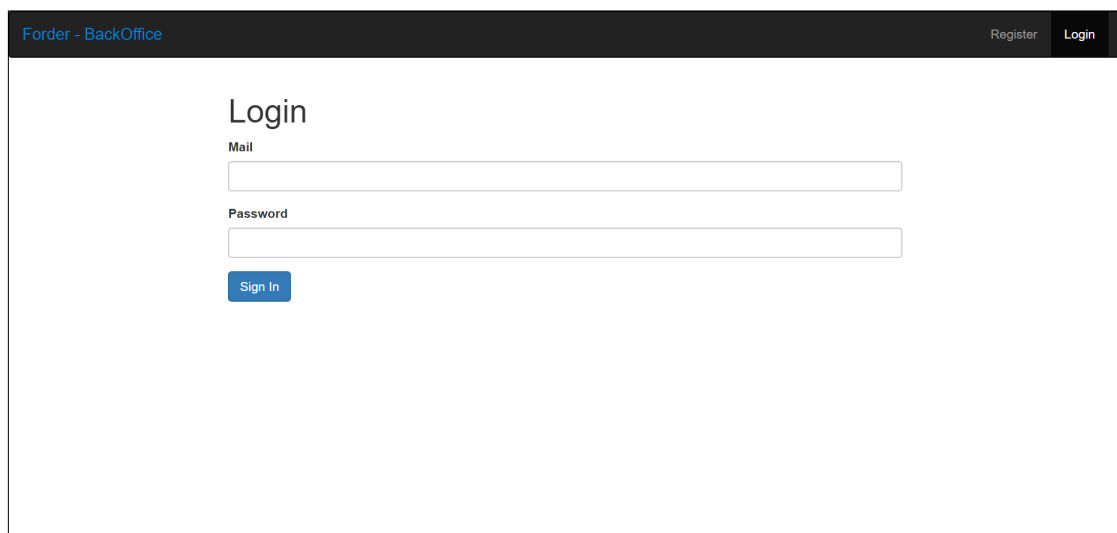 Forder - BackOffice
Register
Login
Login
Mail
Password
Sign In